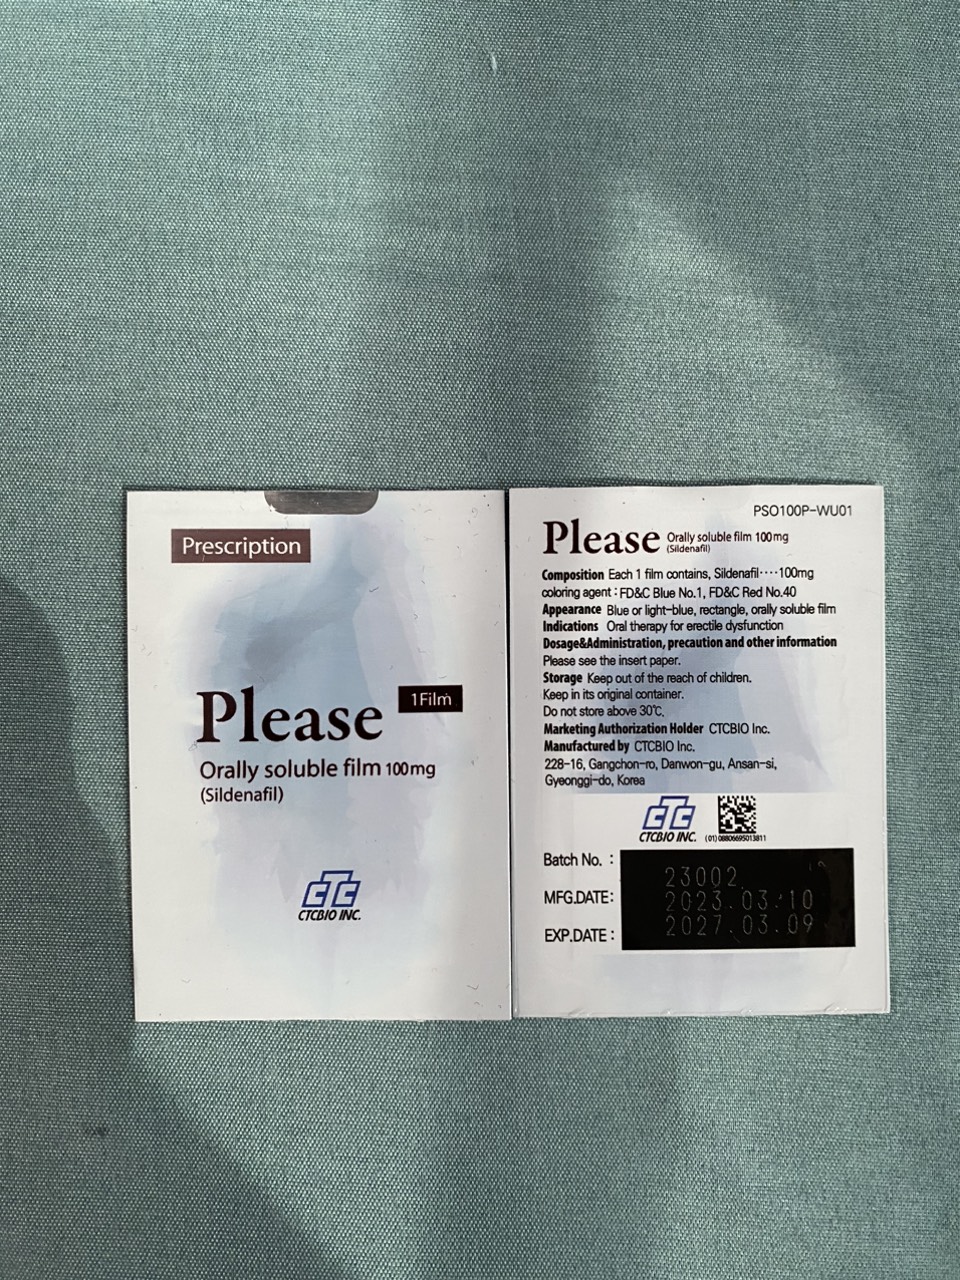 Prescription
1Film
Please
Orally soluble film 100mg
(Sildenafil)
CTC
CTCBIO INC.
PSO100P-WU01
Please Orally soluble film 100mg
(Sildenafil)
Composition Each 1 film contains, Sildenafil····100mg
coloring agent : FD&C Blue No.1, FD&C Red No.40
Appearance Blue or light-blue, rectangle, orally soluble film
Indications Oral therapy for erectile dysfunction
Dosage&Administration, precaution and other information
Please see the insert paper.
Storage Keep out of the reach of children.
Keep in its original container.
Do not store above 30℃.
Marketing Authorization Holder CTCBIO Inc.
Manufactured by CTCBIO Inc.
228-16, Gangchon-ro, Danwon-gu, Ansan-si,
Gyeonggi-do, Korea
CTC
CTCBIO INC. (01) 08806695013811
Batch No. : 23002
MFG.DATE: 2023.03.10
EXP.DATE : 2027.03.09